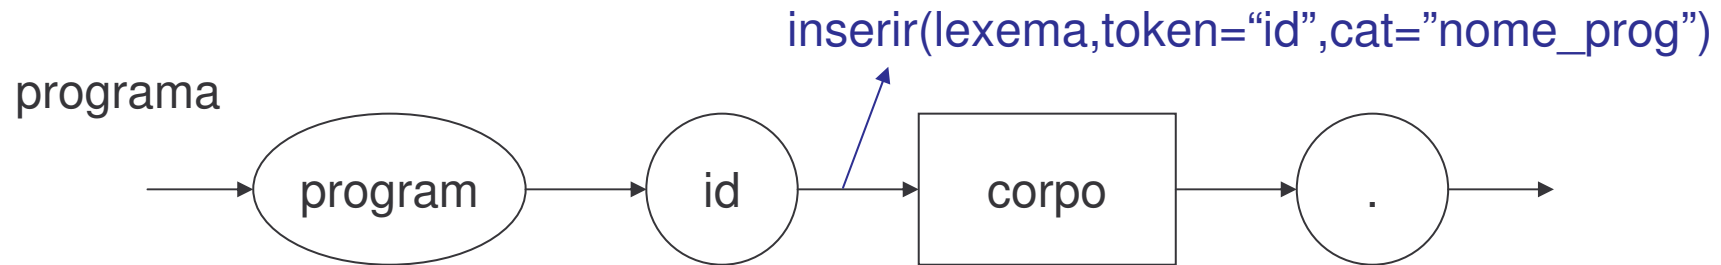 inserir(lexema,token=“id”,cat=”nome_prog”)
programa
program id corpo .